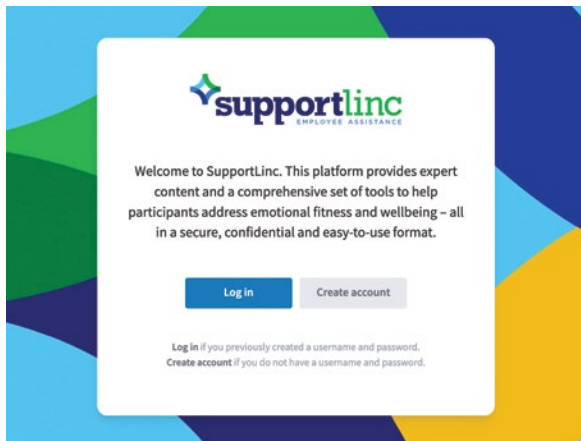 supportlinc
EMPLOYEE ASSISTANCE
Welcome to SupportLinc. This platform provides expert
content and a comprehensive set of tools to help
participants address emotional fitness and wellbeing – all
in a secure, confidential and easy-to-use format.
Log in Create account
Log in if you previously created a username and password.
Create account if you do not have a username and password.